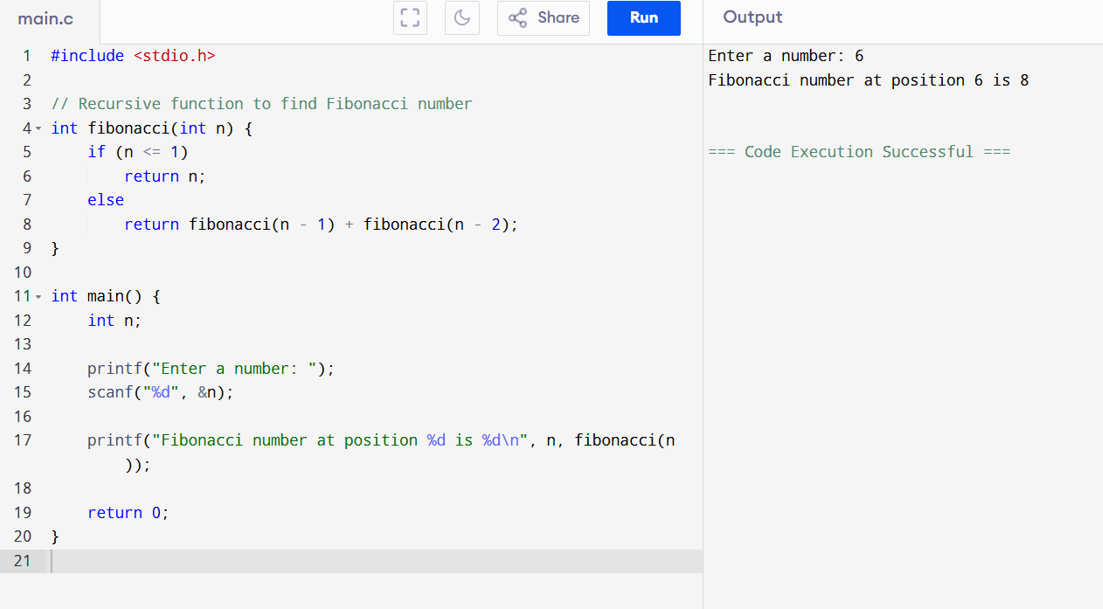 main.c
Share
Run
Output
1 #include <stdio.h>
2
3 // Recursive function to find Fibonacci number
4 int fibonacci(int n) {
5     if (n <= 1)
6         return n;
7     else
8         return fibonacci(n - 1) + fibonacci(n - 2);
9 }
10
11 int main() {
12     int n;
13
14     printf("Enter a number: ");
15     scanf("%d", &n);
16
17     printf("Fibonacci number at position %d is %d\n", n, fibonacci(n
        ));
18
19     return 0;
20 }
21
Enter a number: 6
Fibonacci number at position 6 is 8
=== Code Execution Successful ===